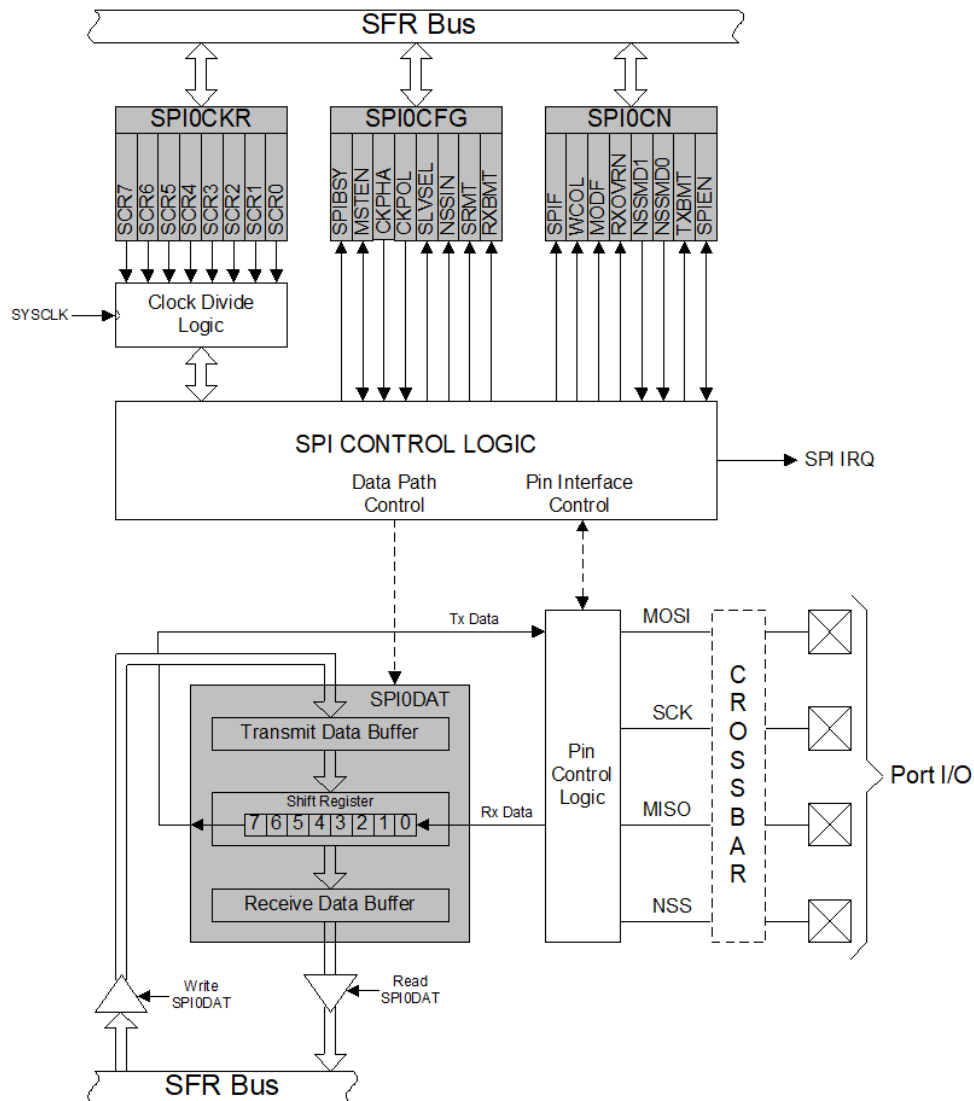 SFR Bus
SPI0CKR
SCR7
SCR6
SCR5
SCR4
SCR3
SCR2
SCR1
SCR0
SPI0CFG
SPIBSY
MSTEN
CKPHA
CKPOL
SLVSEL
NSSIN
SRMT
RXBMT
SPI0CN
SPIF
WCOL
MODF
RXOVRN
NSSMD1
NSSMD0
TXBMT
SPIEN
SYSCLK
Clock Divide
Logic
SPI CONTROL LOGIC
Data Path
Control
Pin Interface
Control
SPI IRQ
Tx Data
SPI0DAT
Transmit Data Buffer
Shift Register
7 6 5 4 3 2 1 0
Rx Data
Receive Data Buffer
Pin
Control
Logic
MOSI
SCK
MISO
NSS
CROSSBAR
Port I/O
Write
SPI0DAT
Read
SPI0DAT
SFR Bus